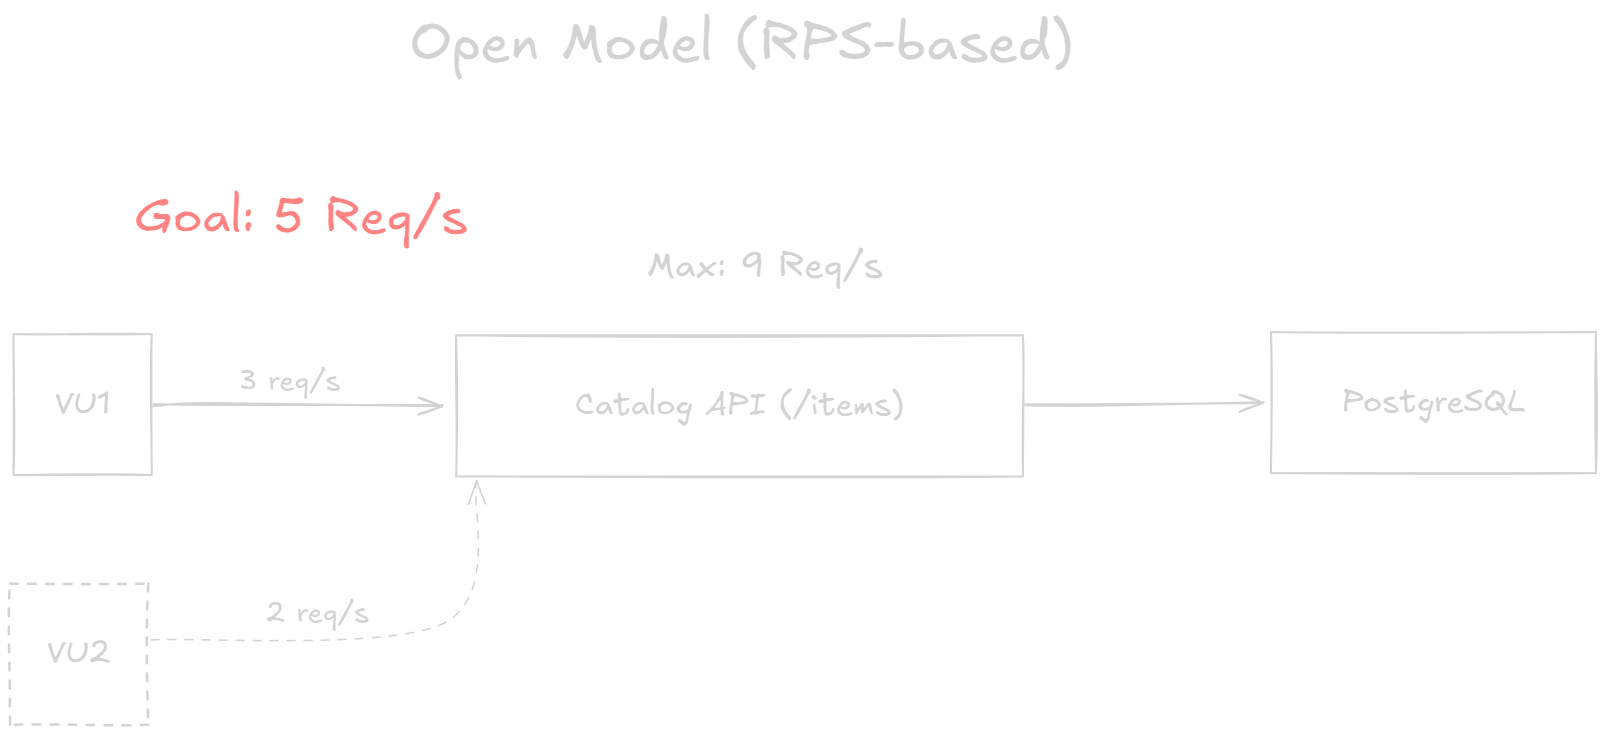 Open Model (RPS-based)
Goal: 5 Req/s
Max: 9 Req/s
VU1
3 req/s
Catalog API (/items)
PostgreSQL
2 req/s
VU2